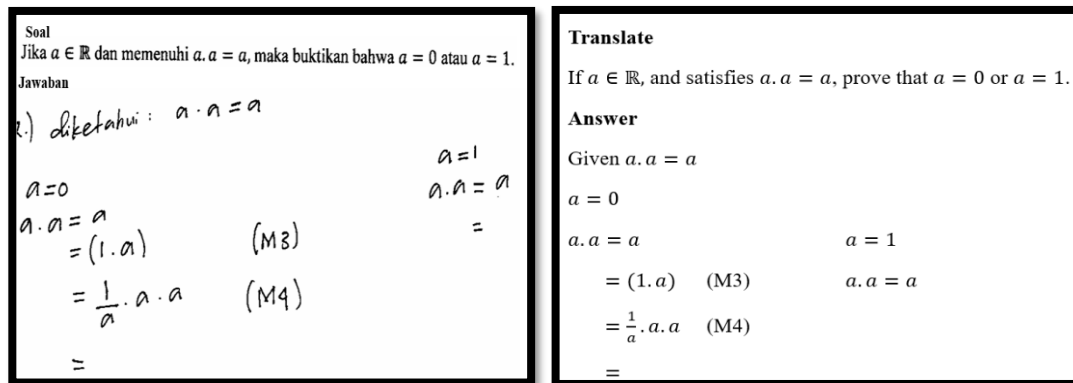 Soal
Jika a ∈ ℝ dan memenuhi a. a = a, maka buktikan bahwa a = 0 atau a = 1.
Jawaban
2.) diketahui : a · a = a
a = 0
a · a = a
= (1 . a) (M3)
= 1/a · a · a (M4)
=
a = 1
a . a = a
=
Translate
If a ∈ ℝ, and satisfies a. a = a, prove that a = 0 or a = 1.
Answer
Given a. a = a
a = 0
a. a = a
= (1. a) (M3)
= 1/a . a. a (M4)
=
a = 1
a. a = a